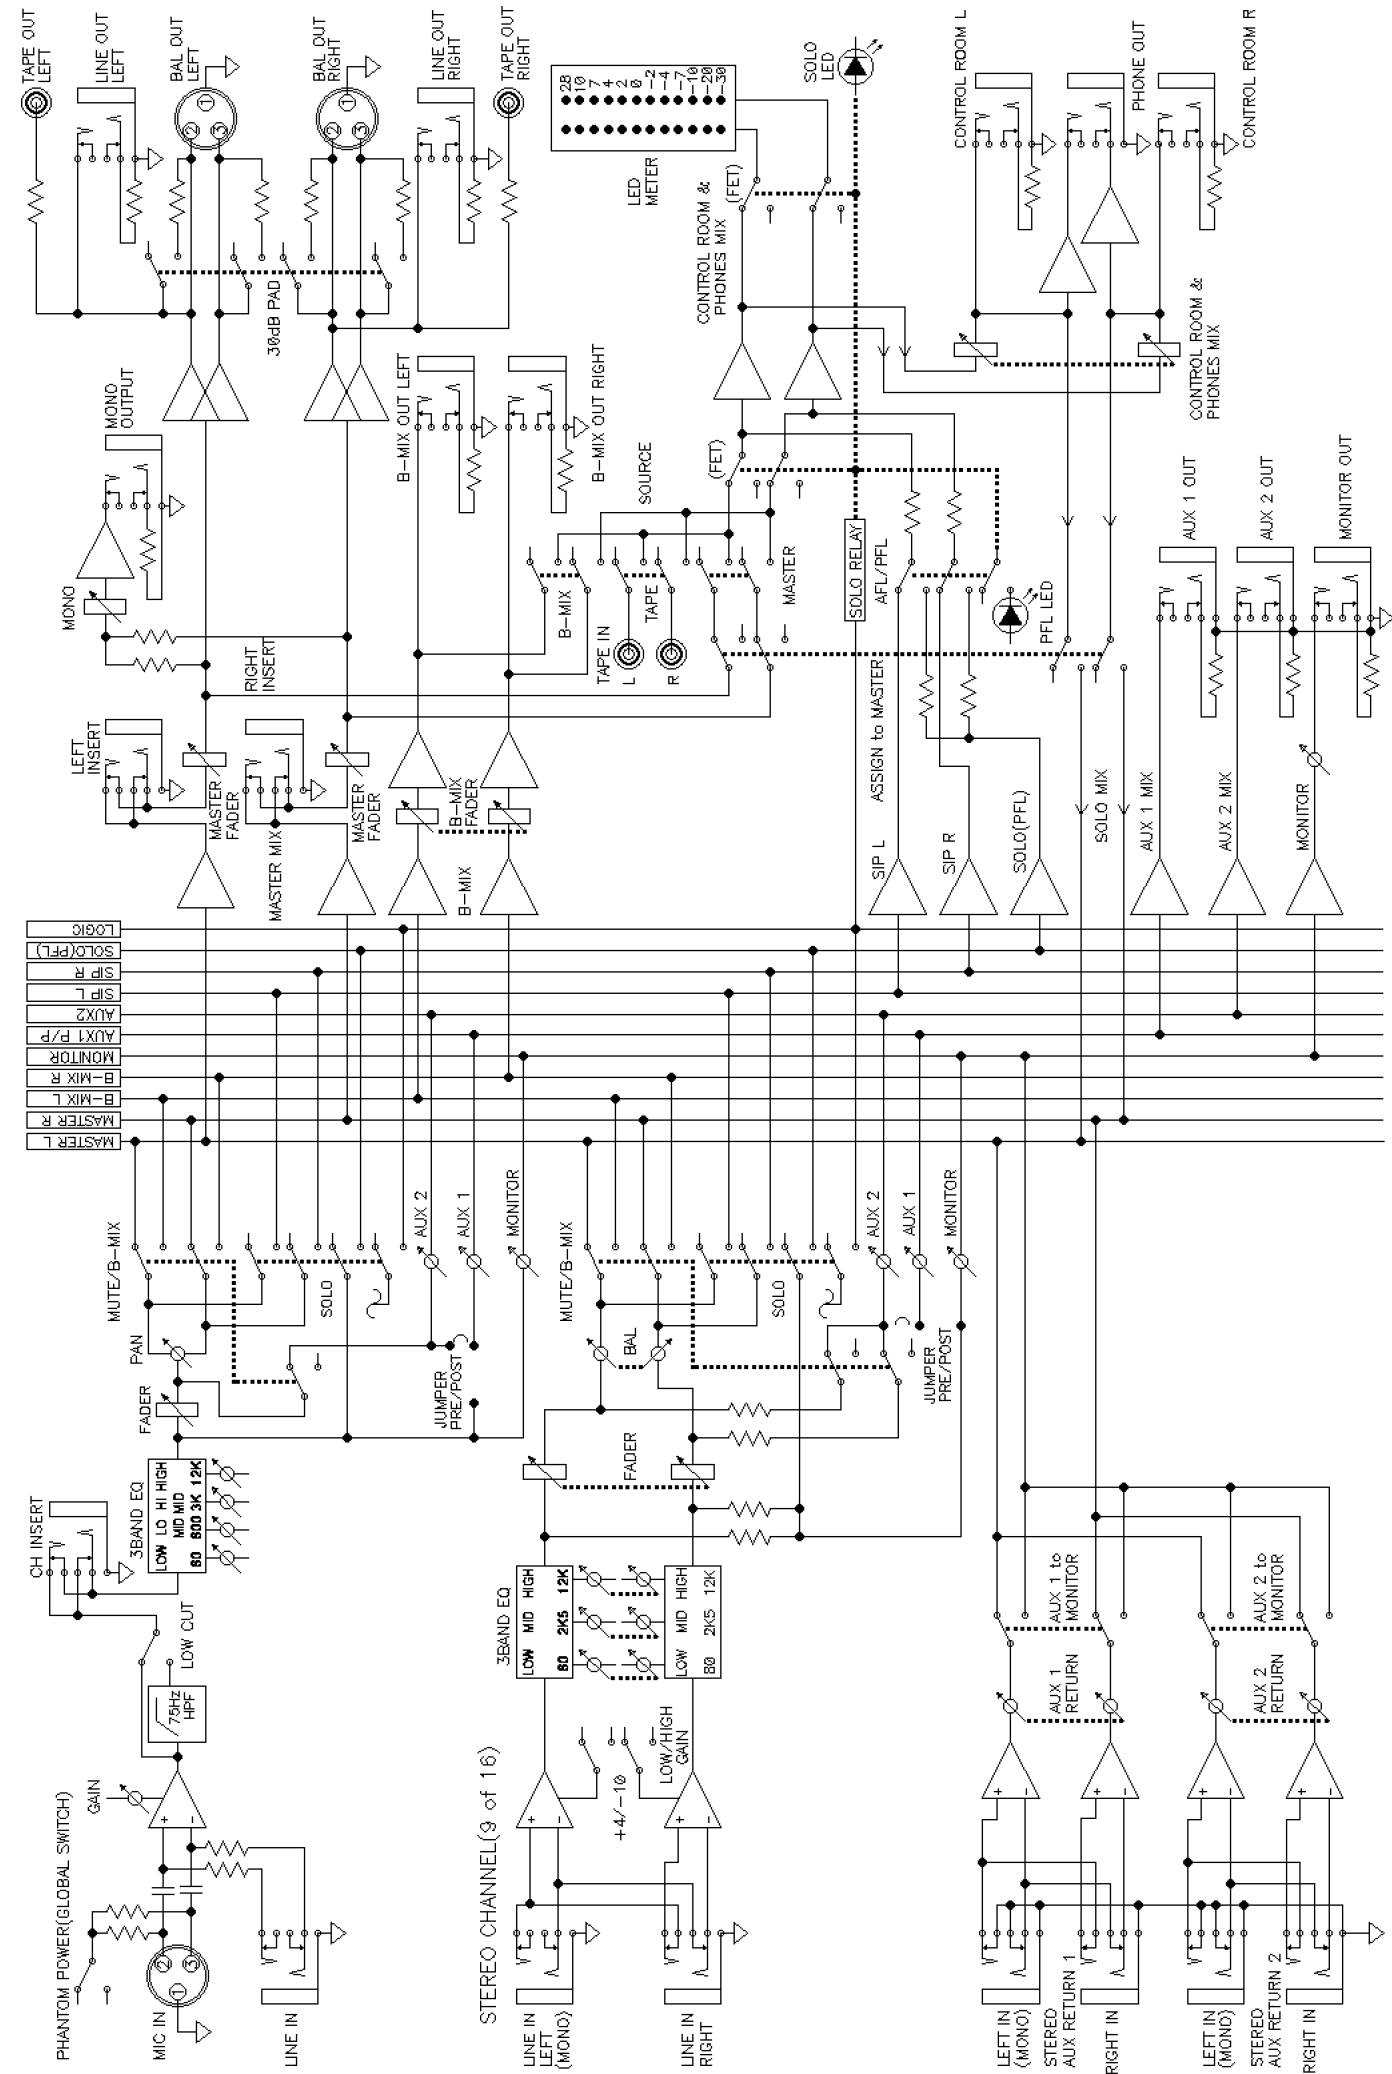 TAPE OUT
LEFT
LINE OUT
LEFT
BAL OUT
LEFT
BAL OUT
RIGHT
LINE OUT
RIGHT
TAPE OUT
RIGHT
1
2
3
1
2
3
28
10
7
4
2
0
-2
-4
-7
-10
-20
-30
LED
METER
SOLO
LED
CONTROL ROOM L
PHONE OUT
CONTROL ROOM R
30dB PAD
CONTROL ROOM &
PHONES MIX
(FET)
CONTROL ROOM &
PHONES MIX
MONO
OUTPUT
MONO
B-MIX OUT LEFT
B-MIX OUT RIGHT
SOURCE
(FET)
B-MIX
TAPE
MASTER
TAPE IN
L
R
SOLO RELAY
AFL/PFL
PFL LED
AUX 1 OUT
AUX 2 OUT
MONITOR OUT
RIGHT
INSERT
LEFT
INSERT
MASTER
FADER
MASTER MIX
MASTER
FADER
B-MIX
FADER
B-MIX
ASSIGN to MASTER
SIP L
SIP R
SOLO(PFL)
SOLO MIX
AUX 1 MIX
AUX 2 MIX
MONITOR
LOGIC
SOLO(PFL)
SIP R
SIP L
AUX2
AUX1 P/P
MONITOR
B-MIX R
B-MIX L
MASTER R
MASTER L
MUTE/B-MIX
SOLO
AUX 2
AUX 1
MONITOR
PAN
FADER
JUMPER
PRE/POST
MUTE/B-MIX
SOLO
AUX 2
AUX 1
MONITOR
BAL
FADER
JUMPER
PRE/POST
CH INSERT
3BAND EQ
LOW LO HI HIGH
MID MID
80 800 3K 12K
LOW CUT
75Hz
HPF
GAIN
PHANTOM POWER(GLOBAL SWITCH)
1
2
3
MIC IN
LINE IN
3BAND EQ
LOW MID HIGH
80 2K5 12K
LOW MID HIGH
80 2K5 12K
+4/-10
LOW/HIGH
GAIN
STEREO CHANNEL(9 of 16)
LINE IN
LEFT
(MONO)
LINE IN
RIGHT
AUX 1 to
MONITOR
AUX 2 to
MONITOR
AUX 1
RETURN
AUX 2
RETURN
LEFT IN
(MONO)
STEREO
AUX RETURN 1
RIGHT IN
LEFT IN
(MONO)
STEREO
AUX RETURN 2
RIGHT IN